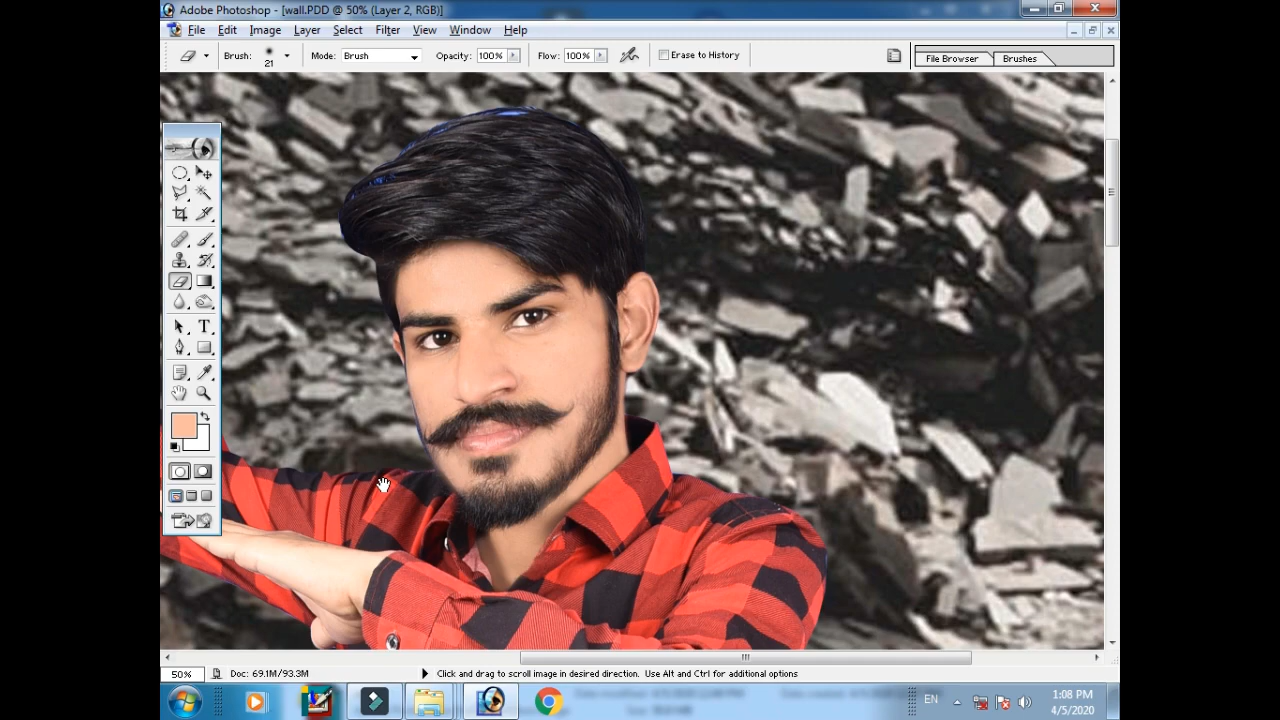 Adobe Photoshop - [wall.PDD @ 50% (Layer 2, RGB)]
File Edit Image Layer Select Filter View Window Help
Brush: 21 Mode: Brush Opacity: 100% Flow: 100% Erase to History File Browser Brushes
T
50% Doc: 69.1M/93.3M Click and drag to scroll image in desired direction. Use Alt and Ctrl for additional options
EN 1:08 PM
4/5/2020